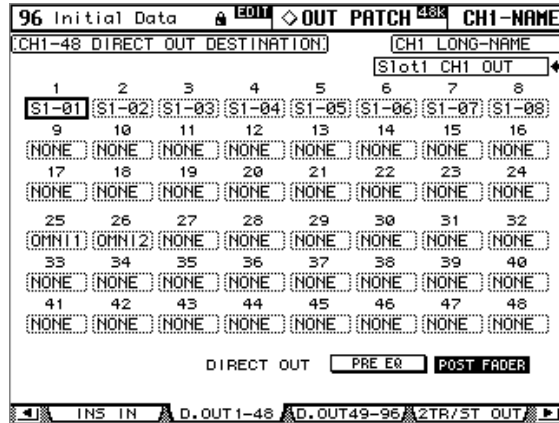 96 Initial Data EDIT ◇OUT PATCH 48K CH1-NAME
CH1-48 DIRECT OUT DESTINATION CH1 LONG-NAME
Slot1 CH1 OUT
1 2 3 4 5 6 7 8
S1-01 S1-02 S1-03 S1-04 S1-05 S1-06 S1-07 S1-08
9 10 11 12 13 14 15 16
NONE NONE NONE NONE NONE NONE NONE NONE
17 18 19 20 21 22 23 24
NONE NONE NONE NONE NONE NONE NONE NONE
25 26 27 28 29 30 31 32
OMNI1 OMNI2 NONE NONE NONE NONE NONE NONE
33 34 35 36 37 38 39 40
NONE NONE NONE NONE NONE NONE NONE NONE
41 42 43 44 45 46 47 48
NONE NONE NONE NONE NONE NONE NONE NONE
DIRECT OUT PRE EQ POST FADER
INS IN D.OUT1-48 D.OUT49-96 2TR/ST OUT